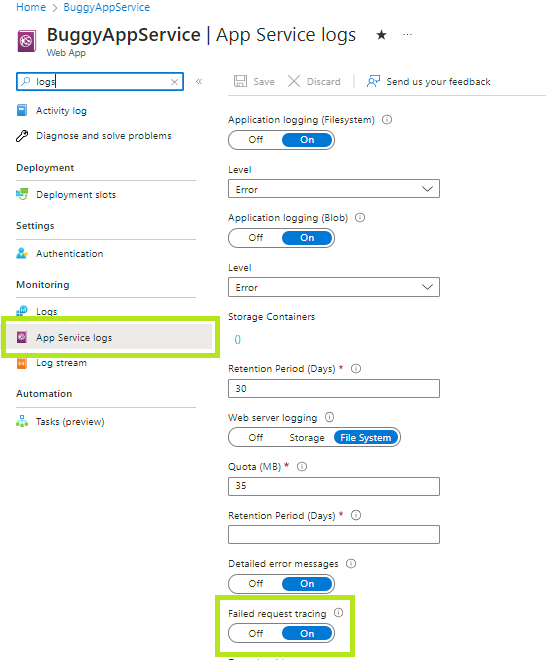 Home > BuggyAppService >
BuggyAppService | App Service logs ★ ...
Web App
logs
Activity log
Diagnose and solve problems
Deployment
Deployment slots
Settings
Authentication
Monitoring
Logs
App Service logs
Log stream
Automation
Tasks (preview)
Save Discard Send us your feedback
Application logging (Filesystem)
Off On
Level
Error
Application logging (Blob)
Off On
Level
Error
Storage Containers
()
Retention Period (Days) *
30
Web server logging
Off Storage File System
Quota (MB) *
35
Retention Period (Days) *
Detailed error messages
Off On
Failed request tracing
Off On